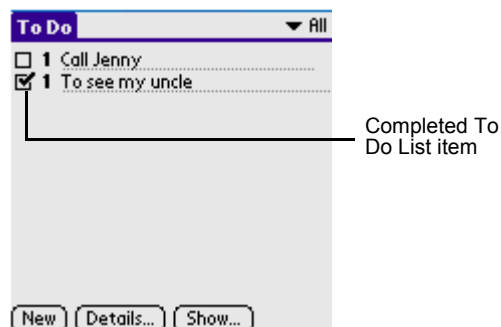 To Do All
1 Call Jenny
1 To see my uncle
Completed To
Do List item
New Details... Show...